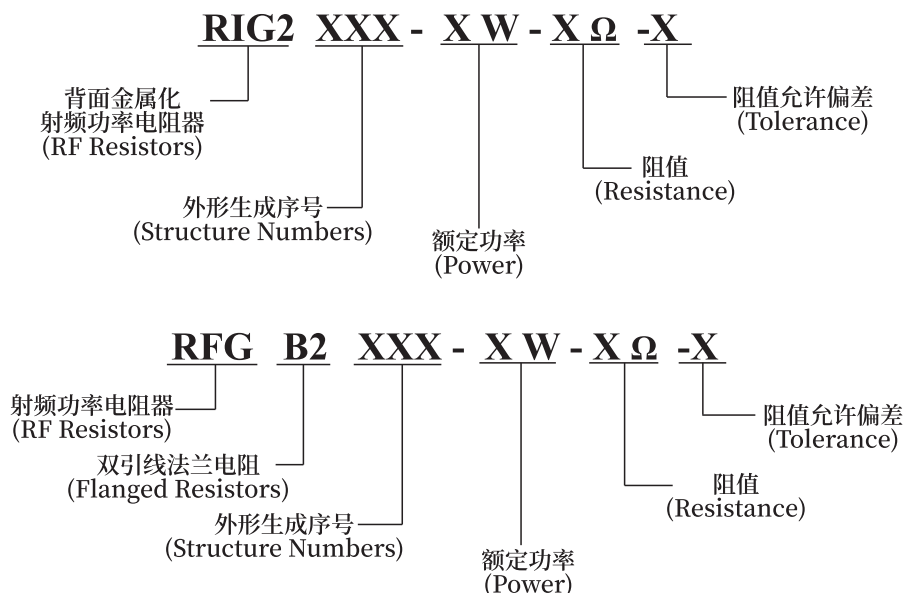 RIG2 XXX - X W - X Ω -X
背面金属化
射频功率电阻器
(RF Resistors)
阻值允许偏差
(Tolerance)
阻值
(Resistance)
外形生成序号
(Structure Numbers)
额定功率
(Power)
RFG B2 XXX - X W - X Ω -X
射频功率电阻器
(RF Resistors)
阻值允许偏差
(Tolerance)
双引线法兰电阻
(Flanged Resistors)
阻值
(Resistance)
外形生成序号
(Structure Numbers)
额定功率
(Power)